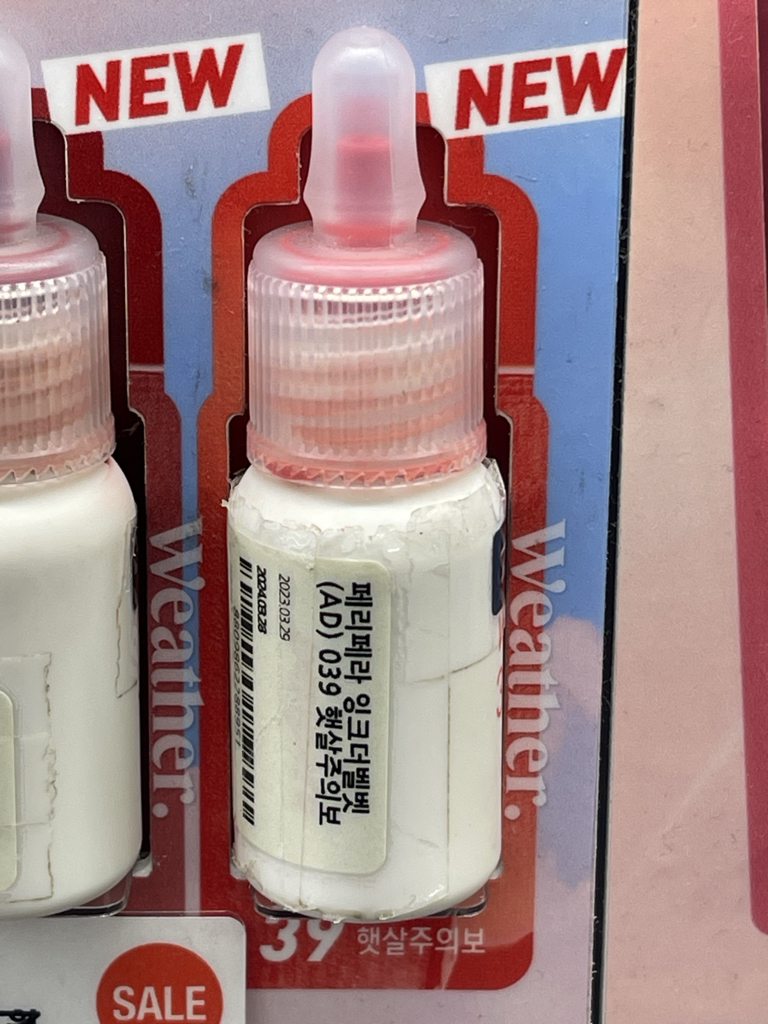 NEW
NEW
Weather.
Weather.
페리페라 잉크더벨벳
(AD) 039 햇살주의보
2023.03.29
2024.03.28
39 햇살주의보
SALE